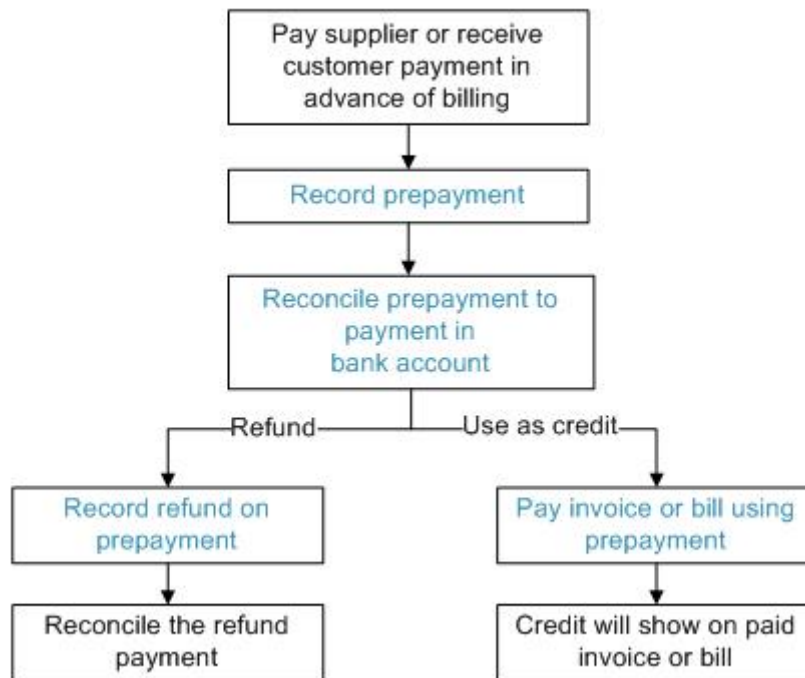 Pay supplier or receive
customer payment in
advance of billing
Record prepayment
Reconcile prepayment to
payment in
bank account
Refund
Use as credit
Record refund on
prepayment
Pay invoice or bill using
prepayment
Reconcile the refund
payment
Credit will show on paid
invoice or bill